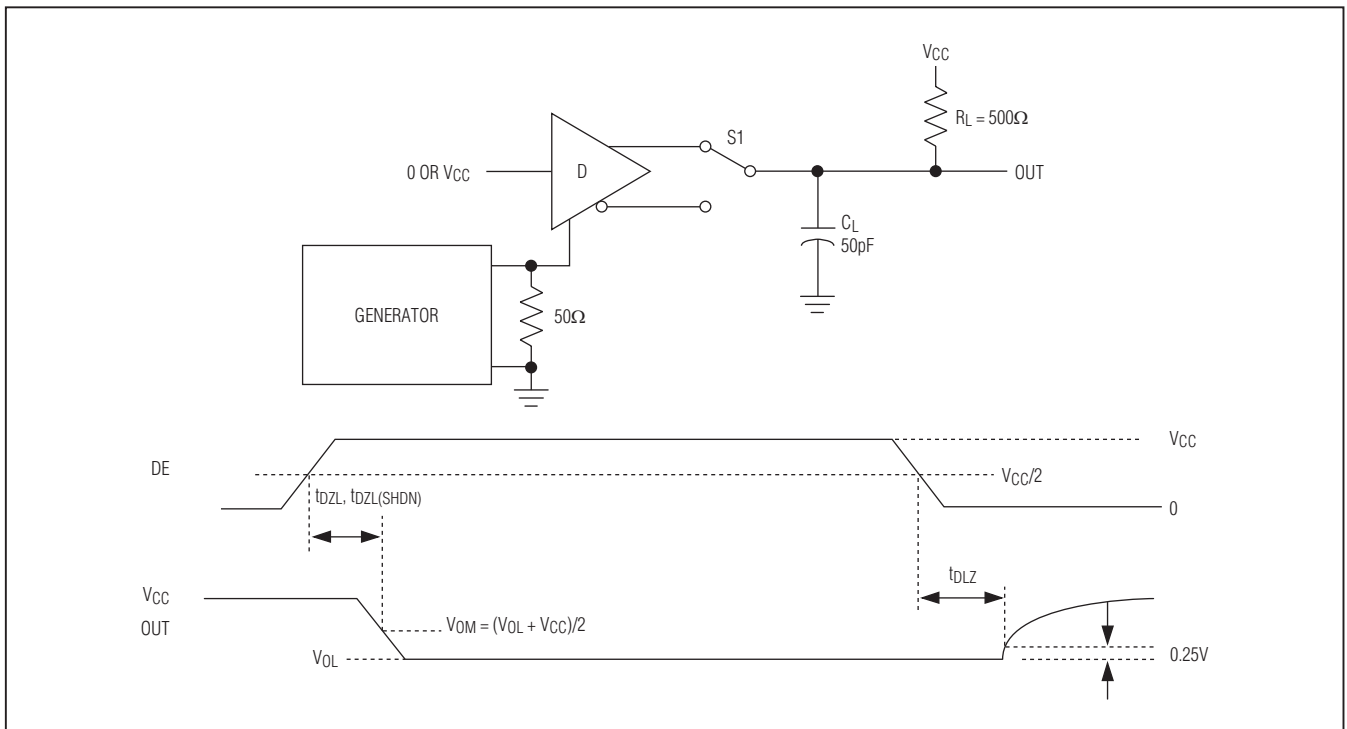 VCC
RL = 500Ω
S1
0 OR VCC
D
OUT
CL
50pF
GENERATOR
50Ω
VCC
DE
VCC/2
tDZL, tDZL(SHDN)
0
tDLZ
VCC
OUT
VOM = (VOL + VCC)/2
VOL
0.25V